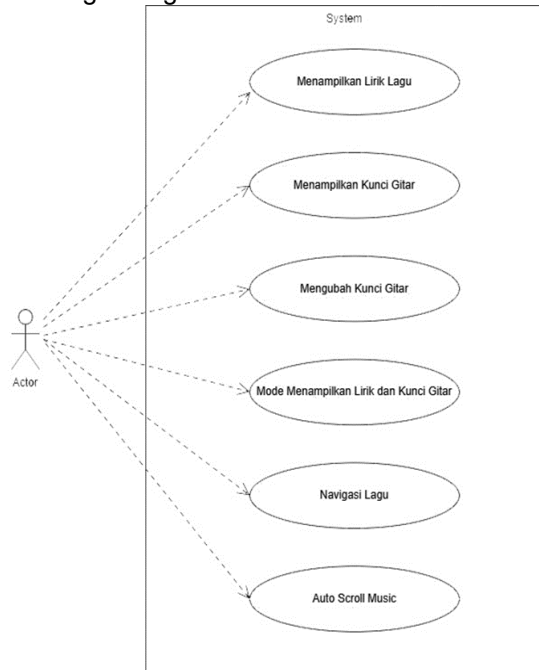 System
Menampilkan Lirik Lagu
Menampilkan Kunci Gitar
Mengubah Kunci Gitar
Actor
Mode Menampilkan Lirik dan Kunci Gitar
Navigasi Lagu
Auto Scroll Music